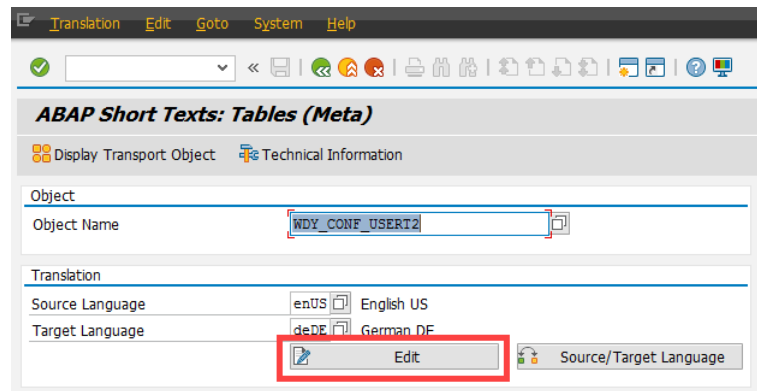 Translation Edit Goto System Help
ABAP Short Texts: Tables (Meta)
Display Transport Object Technical Information
Object
Object Name WDY_CONF_USERT2
Translation
Source Language enUS English US
Target Language deDE German DE
Edit Source/Target Language